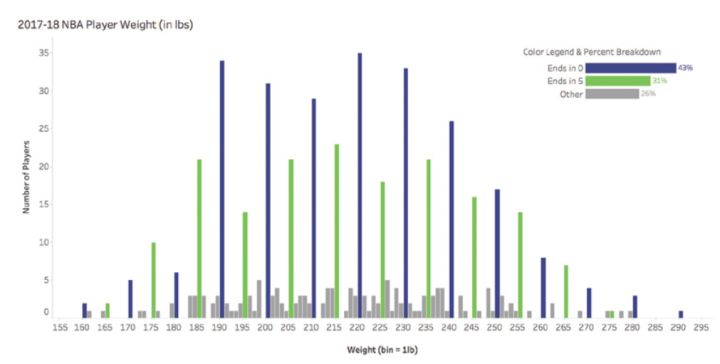 2017-18 NBA Player Weight (in lbs)
Color Legend & Percent Breakdown
Ends in 0 43%
Ends in 5 31%
Other 26%
Number of Players
35
30
25
20
15
10
5
0
155 160 165 170 175 180 185 190 195 200 205 210 215 220 225 230 235 240 245 250 255 260 265 270 275 280 285 290 295
Weight (bin = 1lb)